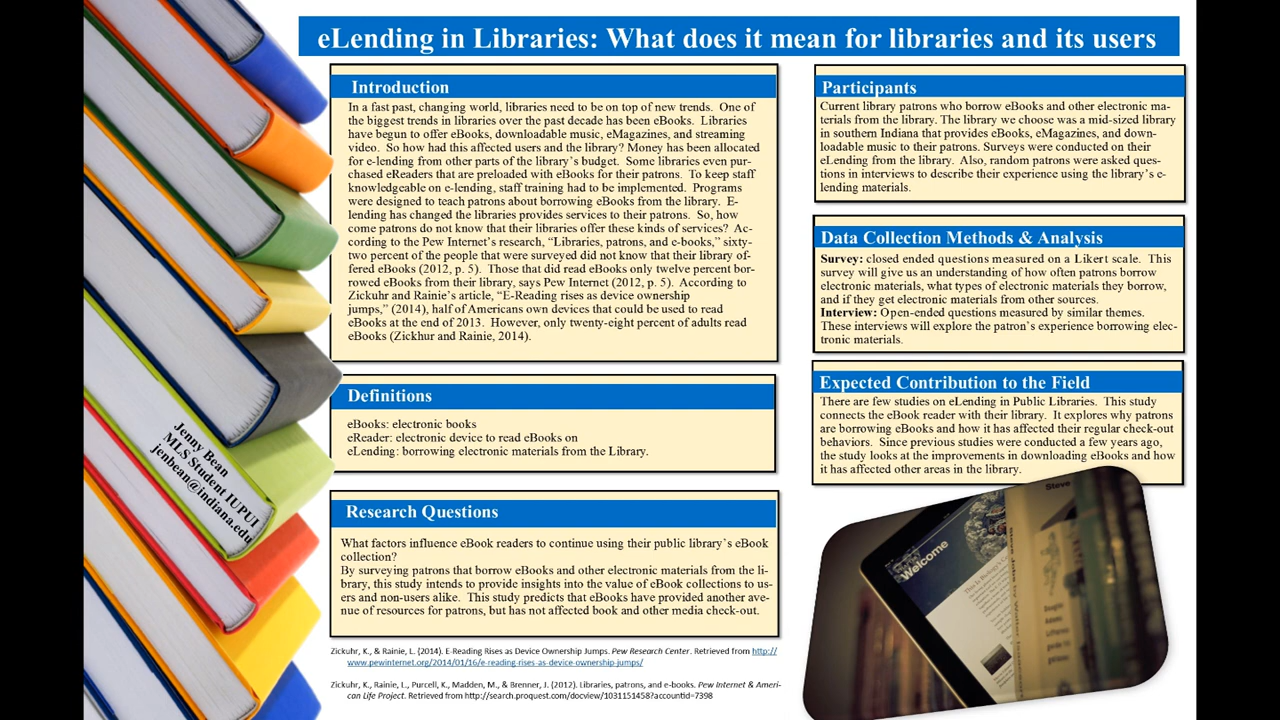 eLending in Libraries: What does it mean for libraries and its users
Introduction
In a fast past, changing world, libraries need to be on top of new trends. One of
the biggest trends in libraries over the past decade has been eBooks. Libraries
have begun to offer eBooks, downloadable music, eMagazines, and streaming
video. So how had this affected users and the library? Money has been allocated
for e-lending from other parts of the library's budget. Some libraries even pur-
chased eReaders that are preloaded with eBooks for their patrons. To keep staff
knowledgeable on e-lending, staff training had to be implemented. Programs
were designed to teach patrons about borrowing eBooks from the library. E-
lending has changed the libraries provides services to their patrons. So, how
come patrons do not know that their libraries offer these kinds of services? Ac-
cording to the Pew Internet's research, “Libraries, patrons, and e-books,” sixty-
two percent of the people that were surveyed did not know that their library of-
fered eBooks (2012, p. 5). Those that did read eBooks only twelve percent bor-
rowed eBooks from their library, says Pew Internet (2012, p. 5). According to
Zickuhr and Rainie's article, “E-Reading rises as device ownership
jumps,” (2014), half of Americans own devices that could be used to read
eBooks at the end of 2013. However, only twenty-eight percent of adults read
eBooks (Zickhur and Rainie, 2014).
Definitions
eBooks: electronic books
eReader: electronic device to read eBooks on
eLending: borrowing electronic materials from the Library.
Research Questions
What factors influence eBook readers to continue using their public library's eBook
collection?
By surveying patrons that borrow eBooks and other electronic materials from the li-
brary, this study intends to provide insights into the value of eBook collections to us-
ers and non-users alike. This study predicts that eBooks have provided another ave-
nue of resources for patrons, but has not affected book and other media check-out.
Zickuhr, K., & Rainie, L. (2014). E-Reading Rises as Device Ownership Jumps. Pew Research Center. Retrieved from http://
www.pewinternet.org/2014/01/16/e-reading-rises-as-device-ownership-jumps/
Zickuhr, K., Rainie, L., Purcell, K., Madden, M., & Brenner, J. (2012). Libraries, patrons, and e-books. Pew Internet & Ameri-
can Life Project. Retrieved from http://search.proquest.com/docview/1031151458?accountid=7398
Participants
Current library patrons who borrow eBooks and other electronic ma-
terials from the library. The library we choose was a mid-sized library
in southern Indiana that provides eBooks, eMagazines, and down-
loadable music to their patrons. Surveys were conducted on their
eLending from the library. Also, random patrons were asked ques-
tions in interviews to describe their experience using the library's e-
lending materials.
Data Collection Methods & Analysis
Survey: closed ended questions measured on a Likert scale. This
survey will give us an understanding of how often patrons borrow
electronic materials, what types of electronic materials they borrow,
and if they get electronic materials from other sources.
Interview: Open-ended questions measured by similar themes.
These interviews will explore the patron's experience borrowing elec-
tronic materials.
Expected Contribution to the Field
There are few studies on eLending in Public Libraries. This study
connects the eBook reader with their library. It explores why patrons
are borrowing eBooks and how it has affected their regular check-out
behaviors. Since previous studies were conducted a few years ago,
the study looks at the improvements in downloading eBooks and how
it has affected other areas in the library.
Jenny Bean
MLS Student IUPUI
jenbean@indiana.edu
Welcome
Steve